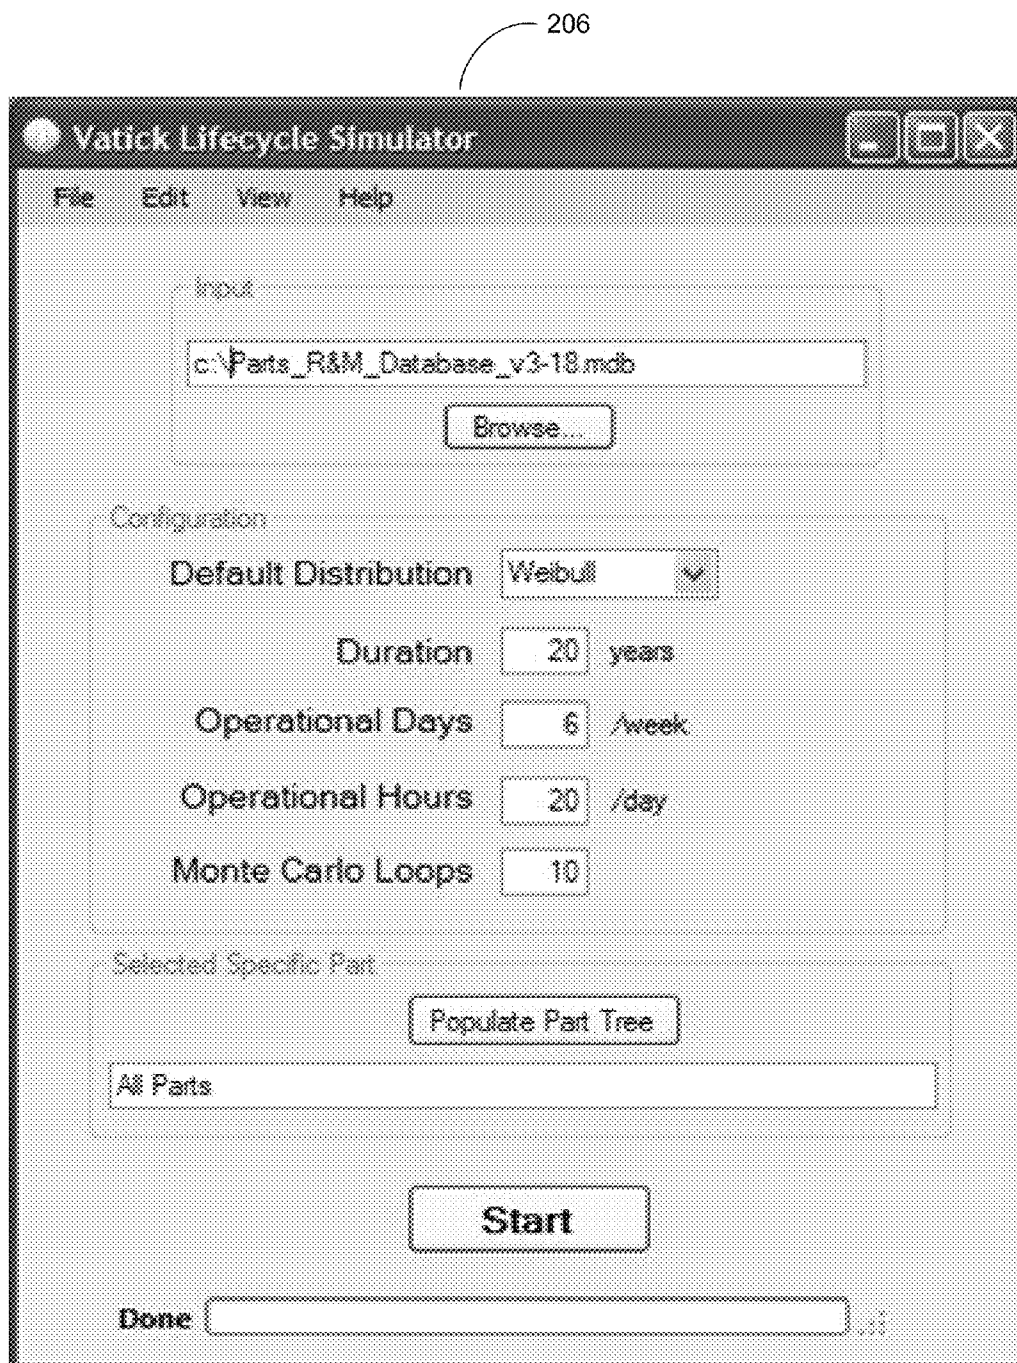 206
Vatick Lifecycle Simulator
File Edit View Help
Input
c:\Parts_R&M_Database_v3-18.mdb
Browse...
Configuration
Default Distribution Weibull
Duration 20 years
Operational Days 6 /week
Operational Hours 20 /day
Monte Carlo Loops 10
Selected Specific Part
Populate Part Tree
All Parts
Start
Done